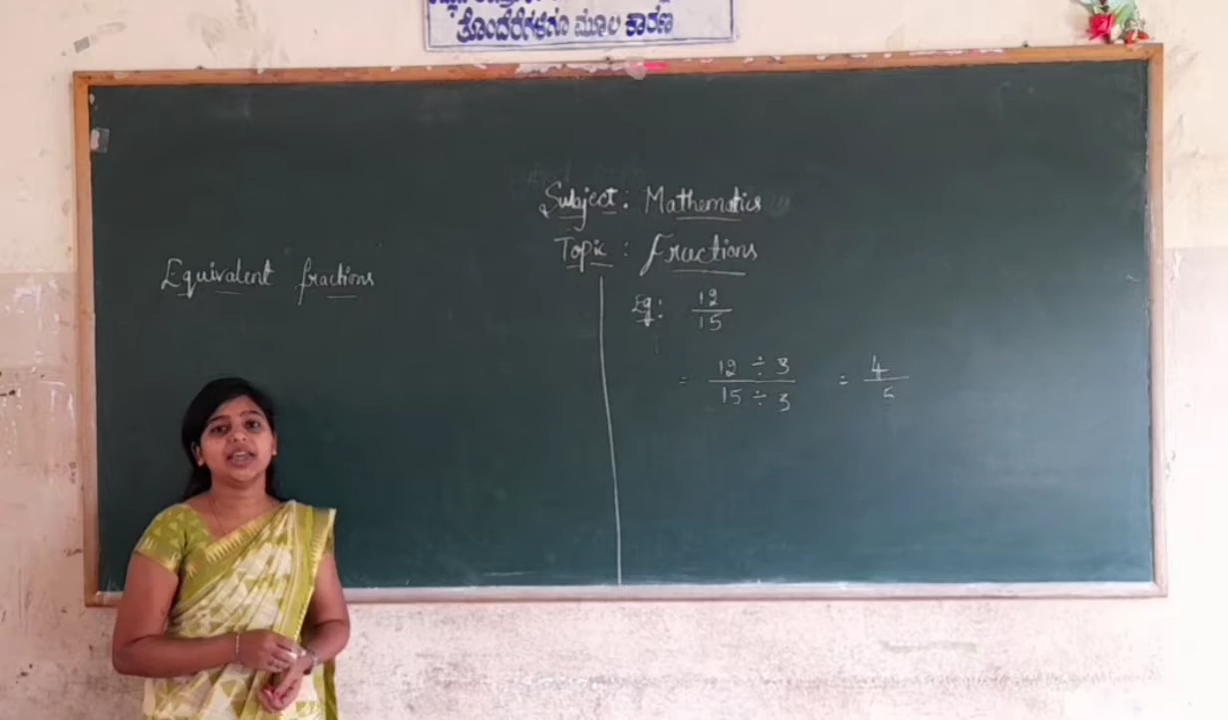 ತೊಂದರೆಗಳಿಗೂ ಮೂಲ ಕಾರಣ
Subject: Mathematics
Topic : Fractions
Equivalent fractions
Eg: 12/15
= 12 ÷ 3 / 15 ÷ 3 = 4/5